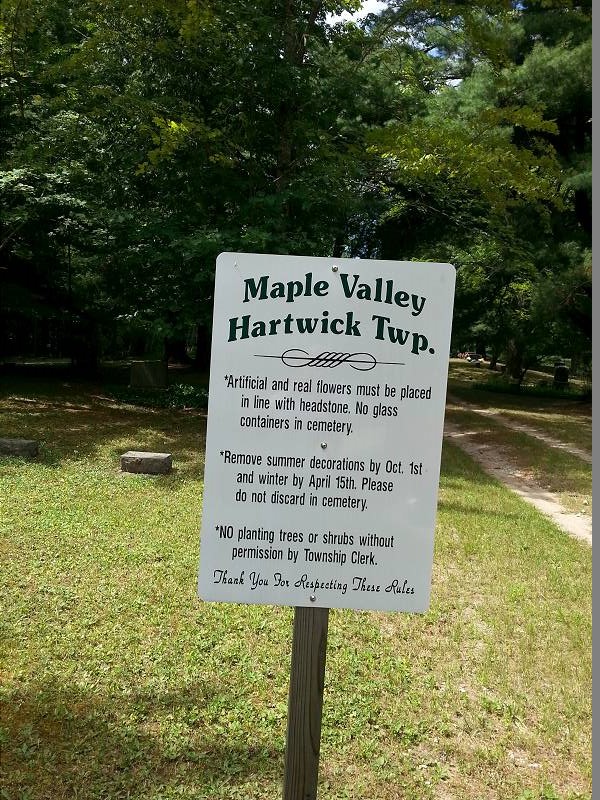 Maple Valley
Hartwick Twp.
*Artificial and real flowers must be placed
in line with headstone. No glass
containers in cemetery.
*Remove summer decorations by Oct. 1st
and winter by April 15th. Please
do not discard in cemetery.
*NO planting trees or shrubs without
permission by Township Clerk.
Thank You For Respecting These Rules